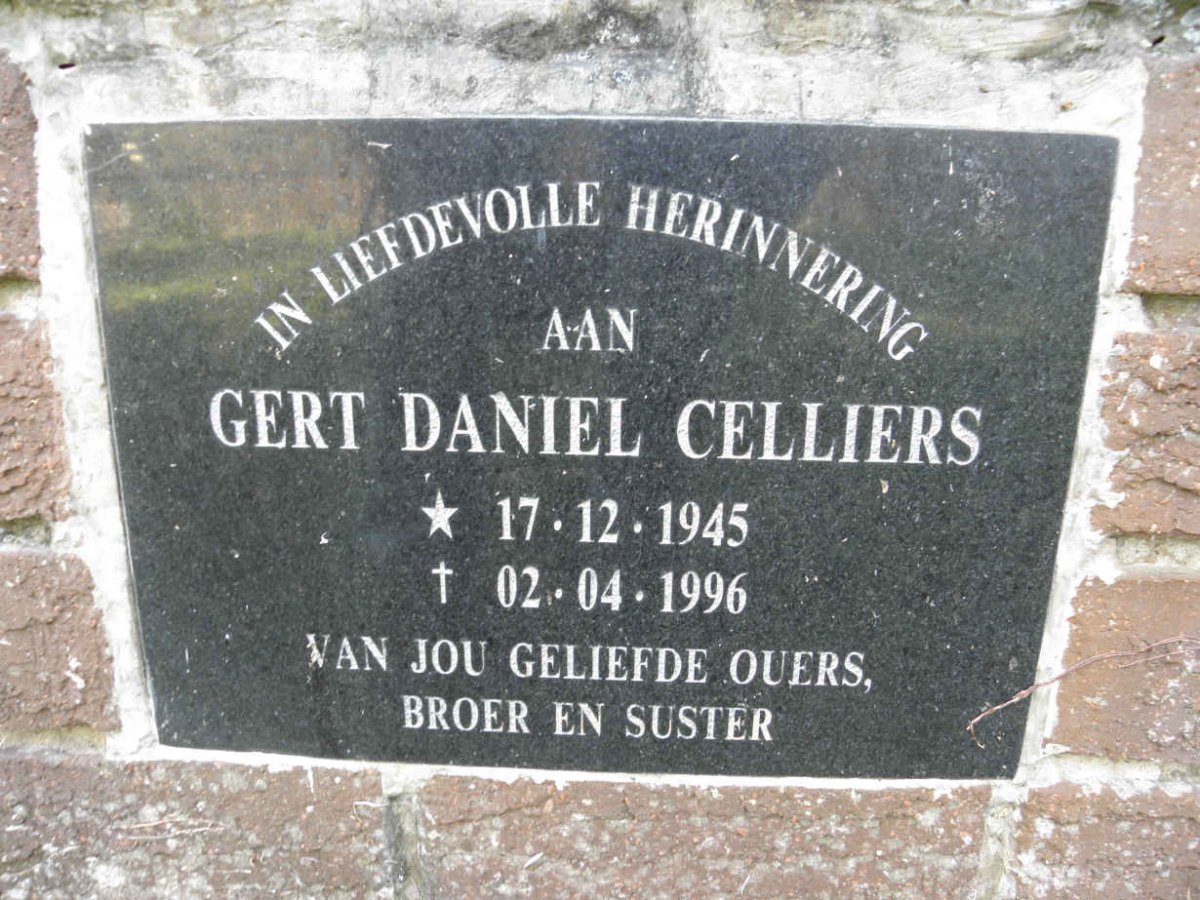 IN LIEFDEVOLLE HERINNERING
AAN
GERT DANIEL CELLIERS
★ 17·12·1945
† 02·04·1996
VAN JOU GELIEFDE OUERS,
BROER EN SUSTER